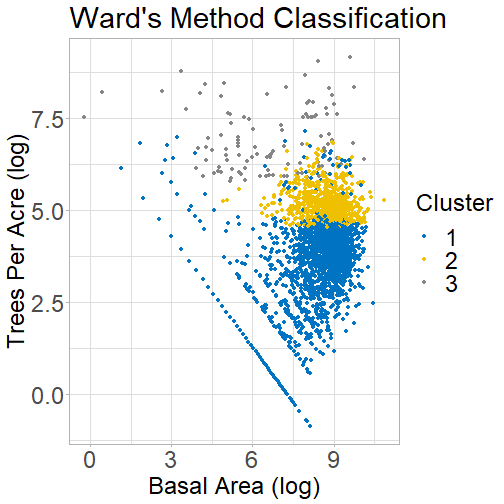 Ward's Method Classification
Trees Per Acre (log)
7.5
5.0
2.5
0.0
0 3 6 9
Basal Area (log)
Cluster
1
2
3